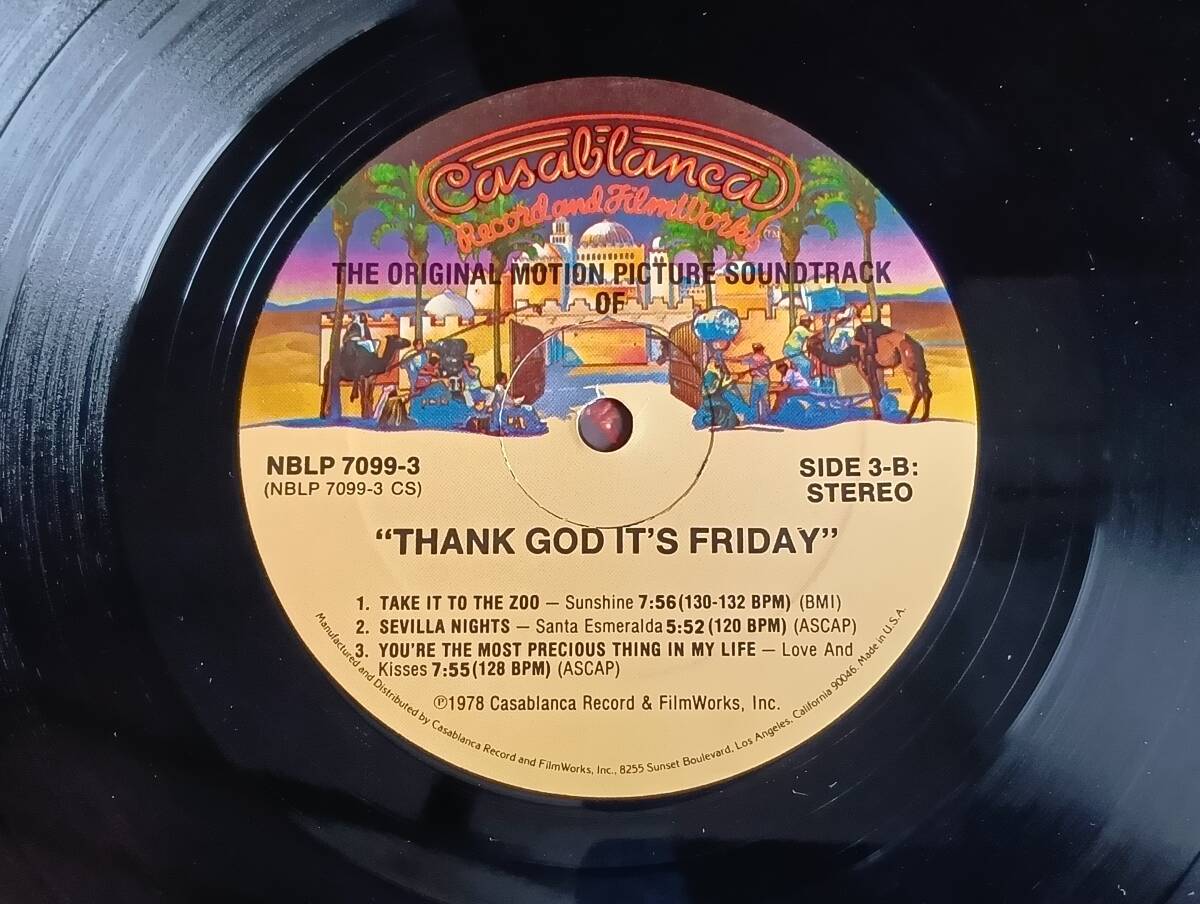 Casablanca
Record and FilmWorks™
THE ORIGINAL MOTION PICTURE SOUNDTRACK
OF
NBLP 7099-3
(NBLP 7099-3 CS)
SIDE 3-B:
STEREO
“THANK GOD IT’S FRIDAY”
1. TAKE IT TO THE ZOO — Sunshine 7:56 (130-132 BPM) (BMI)
2. SEVILLA NIGHTS — Santa Esmeralda 5:52 (120 BPM) (ASCAP)
3. YOU’RE THE MOST PRECIOUS THING IN MY LIFE — Love And
Kisses 7:55 (128 BPM) (ASCAP)
℗1978 Casablanca Record & FilmWorks, Inc.
Manufactured and Distributed by Casablanca Record and FilmWorks, Inc., 8255 Sunset Boulevard, Los Angeles, California 90046. Made in U.S.A.